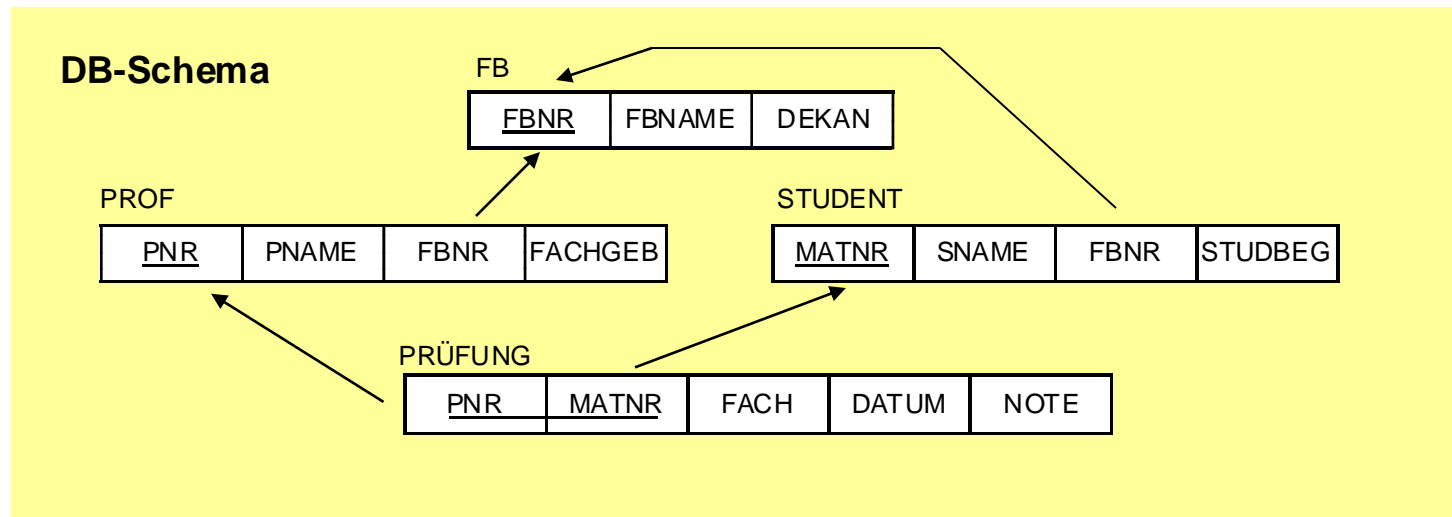 DB-Schema
FB
FBNR FBNAME DEKAN
PROF
PNR PNAME FBNR FACHGEB
STUDENT
MATNR SNAME FBNR STUDBEG
PRÜFUNG
PNR MATNR FACH DATUM NOTE